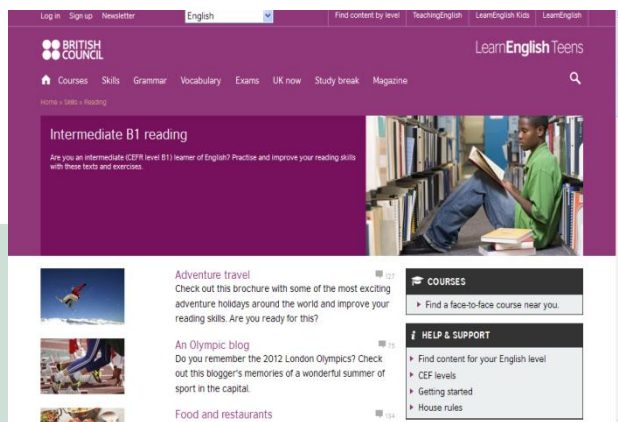 Log in Sign up Newsletter English Find content by level TeachingEnglish LearnEnglish Kids LearnEnglish
BRITISH
COUNCIL
LearnEnglish Teens
Courses Skills Grammar Vocabulary Exams UK now Study break Magazine
Home » Skills » Reading
Intermediate B1 reading
Are you an intermediate (CEFR level B1) learner of English? Practise and improve your reading skills
with these texts and exercises.
Adventure travel 127
Check out this brochure with some of the most exciting
adventure holidays around the world and improve your
reading skills. Are you ready for this?
An Olympic blog 75
Do you remember the 2012 London Olympics? Check
out this blogger's memories of a wonderful summer of
sport in the capital.
Food and restaurants 134
COURSES
Find a face-to-face course near you.
HELP & SUPPORT
Find content for your English level
CEF levels
Getting started
House rules